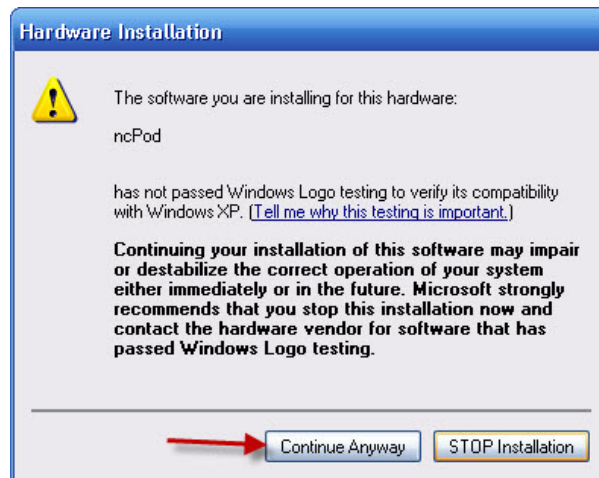 Hardware Installation
The software you are installing for this hardware:
ncPod
has not passed Windows Logo testing to verify its compatibility
with Windows XP. (Tell me why this testing is important.)
Continuing your installation of this software may impair
or destabilize the correct operation of your system
either immediately or in the future. Microsoft strongly
recommends that you stop this installation now and
contact the hardware vendor for software that has
passed Windows Logo testing.
Continue Anyway
STOP Installation